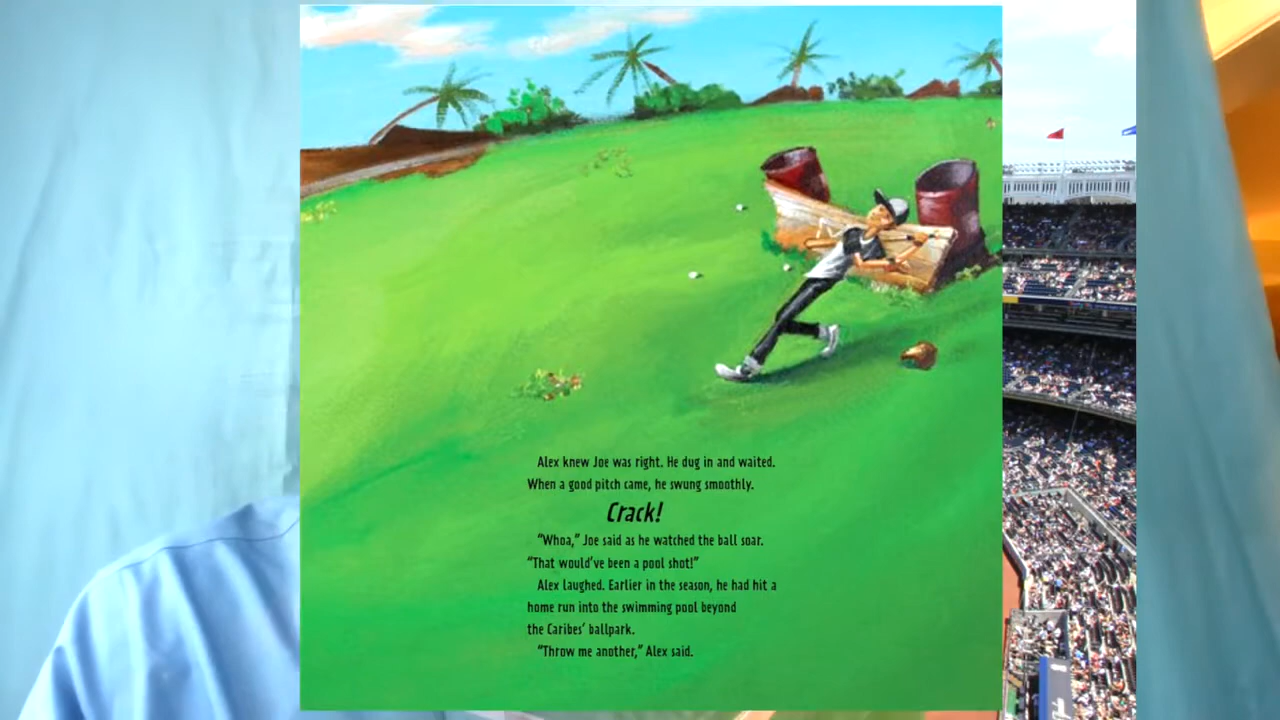 Alex knew Joe was right. He dug in and waited.
When a good pitch came, he swung smoothly.
Crack!
“Whoa,” Joe said as he watched the ball soar.
“That would’ve been a pool shot!”
Alex laughed. Earlier in the season, he had hit a
home run into the swimming pool beyond
the Caribes’ ballpark.
“Throw me another,” Alex said.